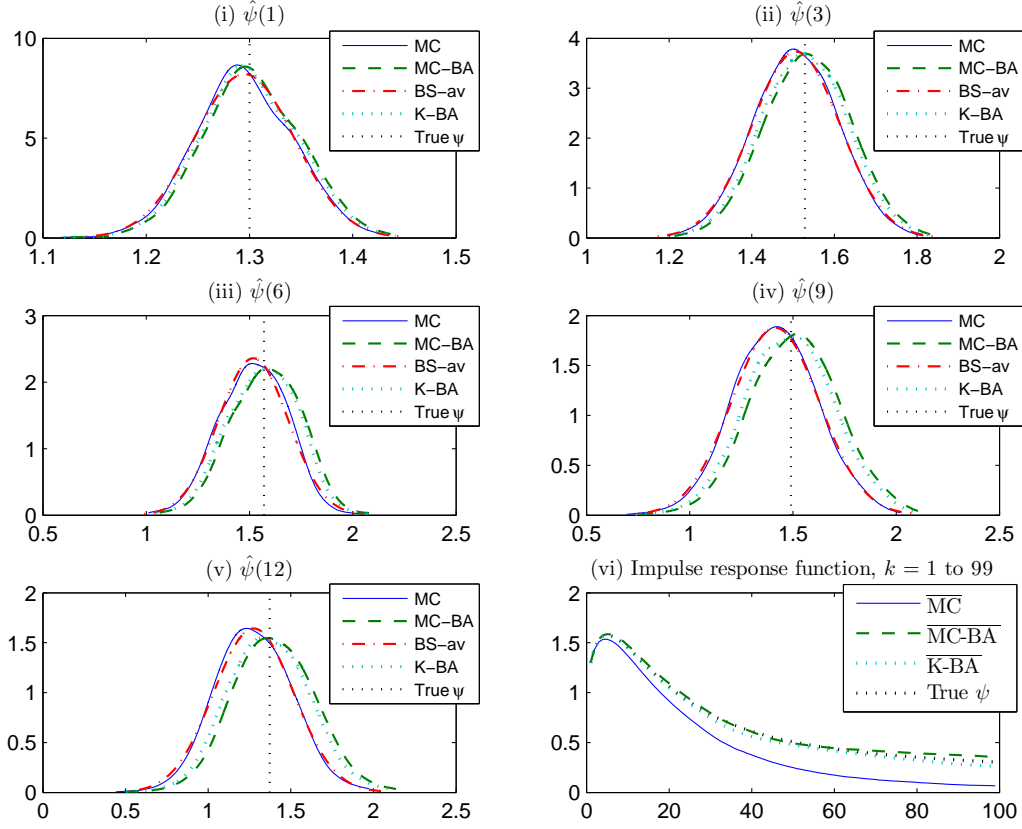 (i) ψ̂(1)
10
5
0
1.1 1.2 1.3 1.4 1.5
MC
MC−BA
BS−av
K−BA
True ψ
(ii) ψ̂(3)
4
3
2
1
0
1 1.2 1.4 1.6 1.8 2
MC
MC−BA
BS−av
K−BA
True ψ
(iii) ψ̂(6)
3
2
1
0
0.5 1 1.5 2 2.5
MC
MC−BA
BS−av
K−BA
True ψ
(iv) ψ̂(9)
2
1.5
1
0.5
0
0.5 1 1.5 2 2.5
MC
MC−BA
BS−av
K−BA
True ψ
(v) ψ̂(12)
2
1.5
1
0.5
0
0 0.5 1 1.5 2 2.5
MC
MC−BA
BS−av
K−BA
True ψ
(vi) Impulse response function, k = 1 to 99
2
1.5
1
0.5
0
0 20 40 60 80 100
M̅C̅
M̅C̅-̅B̅A̅
K̅-̅B̅A̅
True ψ